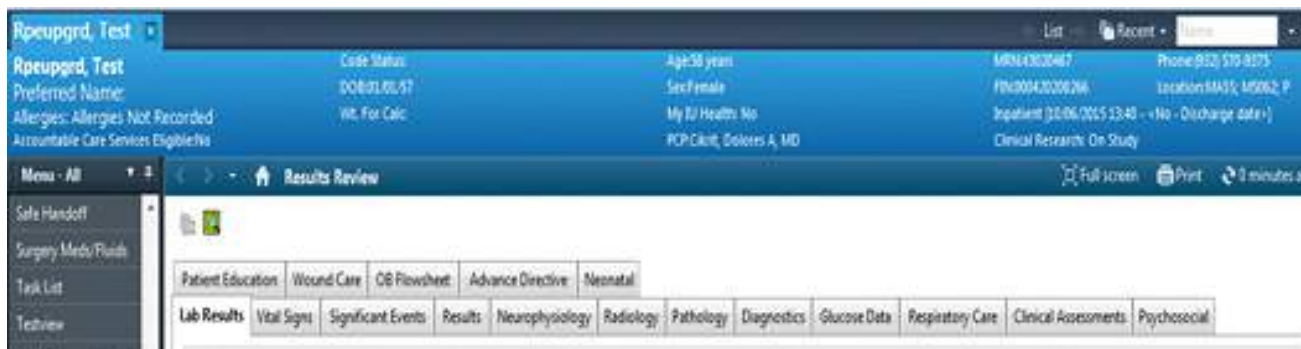 Rpeupgrd, Test
List
Recent
Name
Rpeupgrd, Test
Code Status:
Age:58 years
Preferred Name:
DOB:01/01/57
Sex:Female
Allergies: Allergies Not Recorded
Wt. For Calc:
My IU Health: No
Inpatient [10/06/2015 13:40 - <No - Discharge date>]
Accountable Care Services Eligible:No
Clinical Research: On Study
Menu - All
Results Review
Full screen
Print
0 minutes a
Safe Handoff
Surgery Meds/Fluids
Task List
Testview
Patient Education
Wound Care
OB Flowsheet
Advance Directive
Neonatal
Lab Results
Vital Signs
Significant Events
Results
Neurophysiology
Radiology
Pathology
Diagnostics
Glucose Data
Respiratory Care
Clinical Assessments
Psychosocial